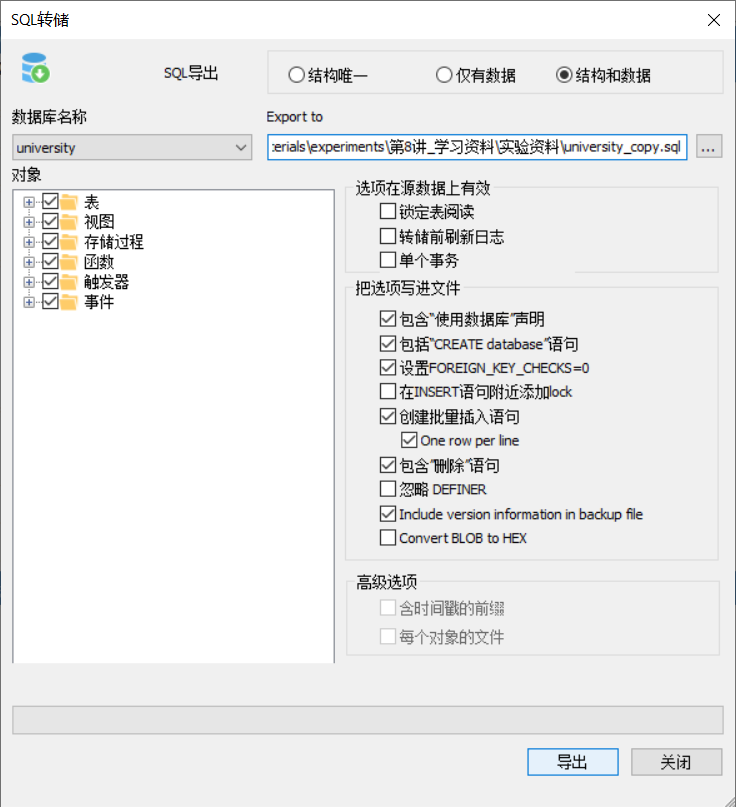 SQL转储
SQL导出
结构唯一
仅有数据
结构和数据
数据库名称
Export to
university
:erials\experiments\第8讲_学习资料\实验资料\university_copy.sql
...
对象
表
视图
存储过程
函数
触发器
事件
选项在源数据上有效
锁定表阅读
转储前刷新日志
单个事务
把选项写进文件
包含"使用数据库"声明
包括"CREATE database"语句
设置FOREIGN_KEY_CHECKS=0
在INSERT语句附近添加lock
创建批量插入语句
One row per line
包含"删除"语句
忽略 DEFINER
Include version information in backup file
Convert BLOB to HEX
高级选项
含时间戳的前缀
每个对象的文件
导出
关闭